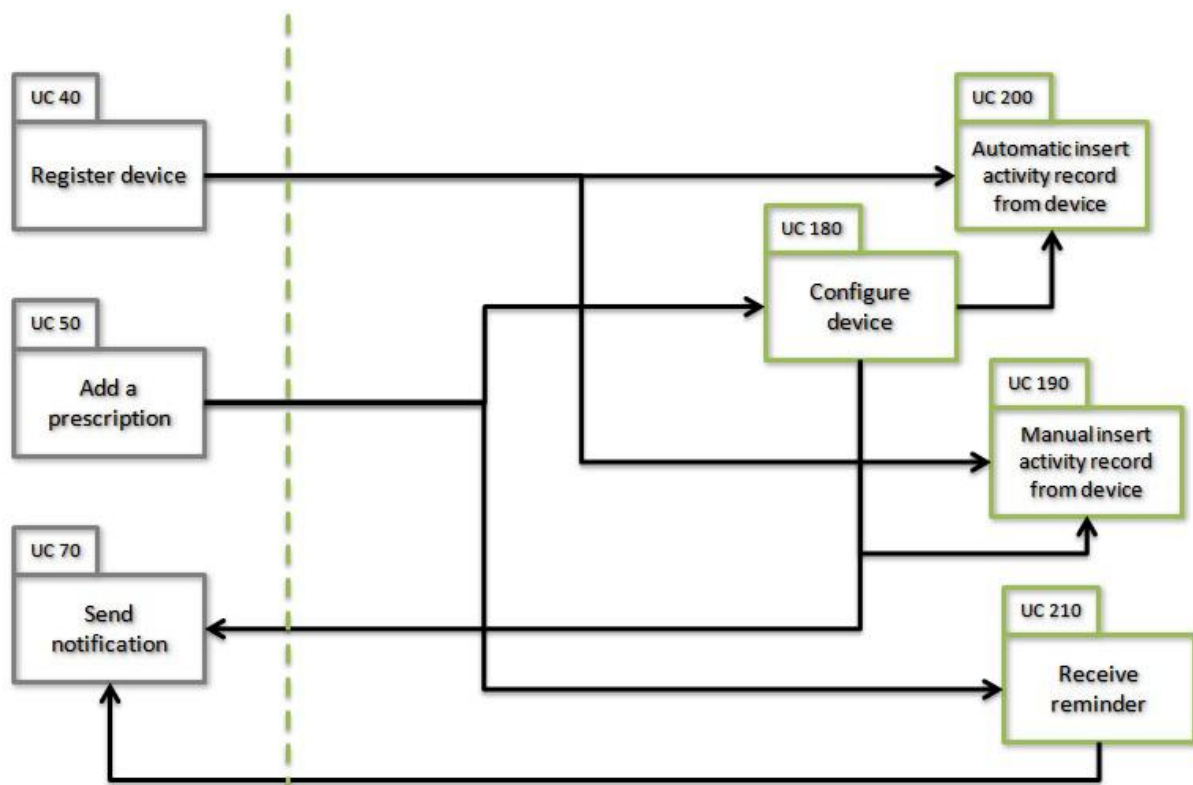 UC 40
Register device
UC 200
Automatic insert
activity record
from device
UC 180
Configure
device
UC 50
Add a
prescription
UC 190
Manual insert
activity record
from device
UC 70
Send
notification
UC 210
Receive
reminder